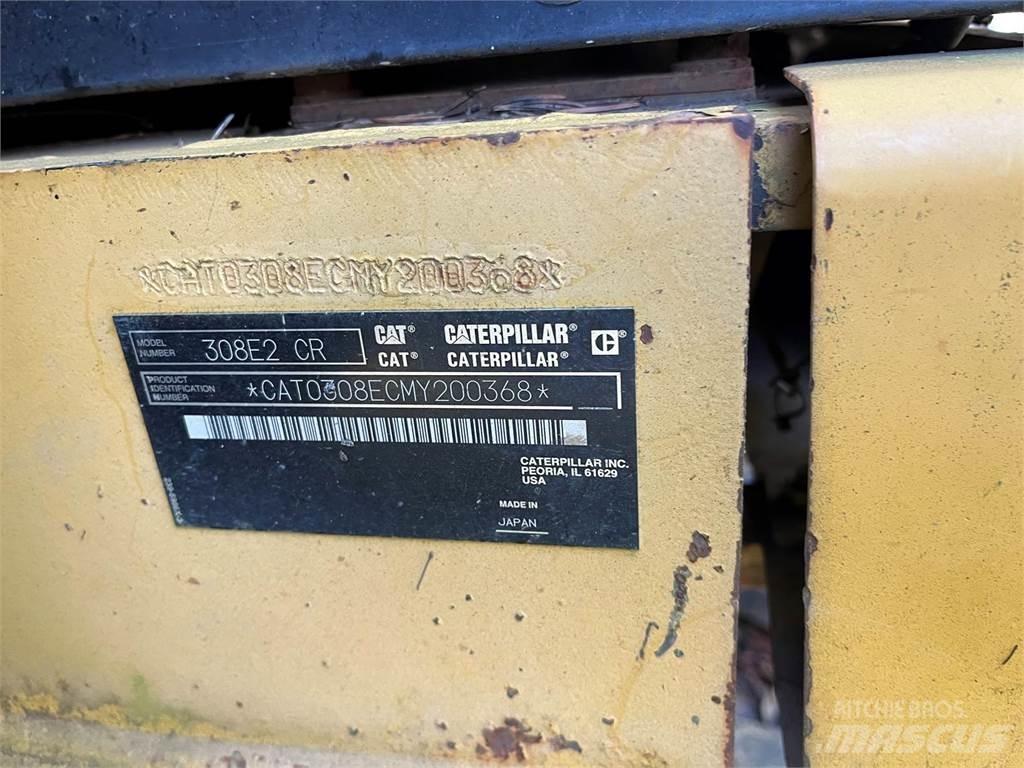 *CAT0308ECMY200368*
MODEL NUMBER 308E2 CR
CAT® CATERPILLAR®
CAT® CATERPILLAR®
PRODUCT IDENTIFICATION NUMBER *CAT0308ECMY200368*
CATERPILLAR INC.
PEORIA, IL 61629
USA
MADE IN
JAPAN
RITCHIE BROS.
MASCUS